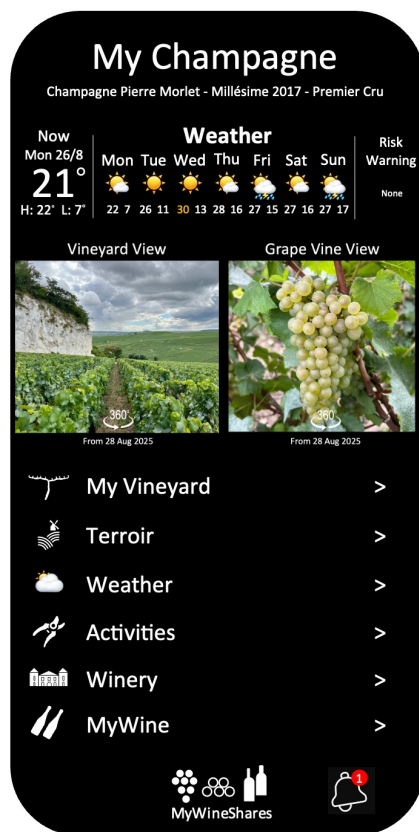 My Champagne
Champagne Pierre Morlet - Millésime 2017 - Premier Cru
Now
Mon 26/8
21°
H: 22° L: 7°
Weather
Mon Tue Wed Thu Fri Sat Sun
22 7 26 11 30 13 28 16 27 15 27 16 27 17
Risk
Warning
None
Vineyard View
Grape Vine View
360°
360°
From 28 Aug 2025
From 28 Aug 2025
My Vineyard >
Terroir >
Weather >
Activities >
Winery >
MyWine >
MyWineShares
1